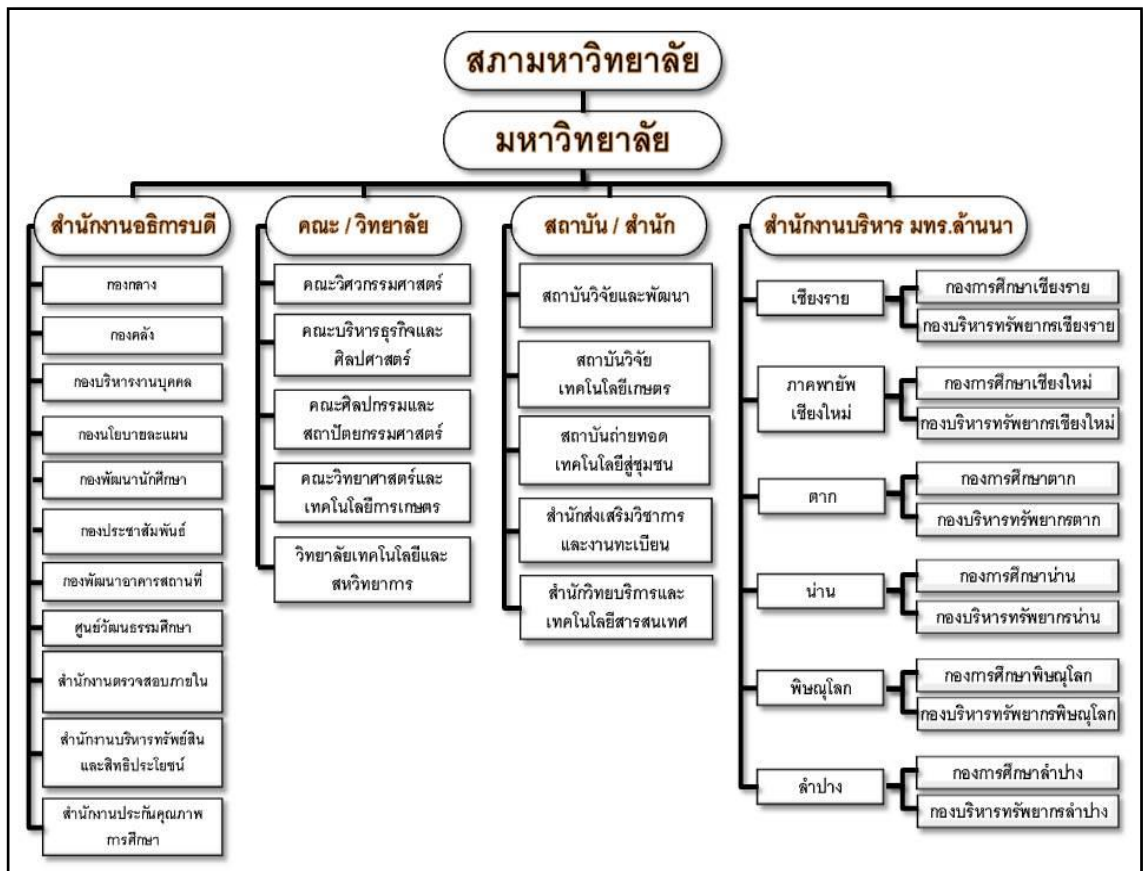 สภามหาวิทยาลัย
มหาวิทยาลัย
สำนักงานอธิการบดี
กองกลาง
กองคลัง
กองบริหารงานบุคคล
กองนโยบายละแผน
กองพัฒนานักศึกษา
กองประชาสัมพันธ์
กองพัฒนาอาคารสถานที่
ศูนย์วัฒนธรรมศึกษา
สำนักงานตรวจสอบภายใน
สำนักงานบริหารทรัพย์สิน
และสิทธิประโยชน์
สำนักงานประกันคุณภาพ
การศึกษา
คณะ / วิทยาลัย
คณะวิศวกรรมศาสตร์
คณะบริหารธุรกิจและ
ศิลปศาสตร์
คณะศิลปกรรมและ
สถาปัตยกรรมศาสตร์
คณะวิทยาศาสตร์และ
เทคโนโลยีการเกษตร
วิทยาลัยเทคโนโลยีและ
สหวิทยาการ
สถาบัน / สำนัก
สถาบันวิจัยและพัฒนา
สถาบันวิจัย
เทคโนโลยีเกษตร
สถาบันถ่ายทอด
เทคโนโลยีสู่ชุมชน
สำนักส่งเสริมวิชาการ
และงานทะเบียน
สำนักวิทยบริการและ
เทคโนโลยีสารสนเทศ
สำนักงานบริหาร มทร.ล้านนา
เชียงราย
กองการศึกษาเชียงราย
กองบริหารทรัพยากรเชียงราย
ภาคพายัพ
เชียงใหม่
กองการศึกษาเชียงใหม่
กองบริหารทรัพยากรเชียงใหม่
ตาก
กองการศึกษาตาก
กองบริหารทรัพยากรตาก
น่าน
กองการศึกษาน่าน
กองบริหารทรัพยากรน่าน
พิษณุโลก
กองการศึกษาพิษณุโลก
กองบริหารทรัพยากรพิษณุโลก
ลำปาง
กองการศึกษาลำปาง
กองบริหารทรัพยากรลำปาง